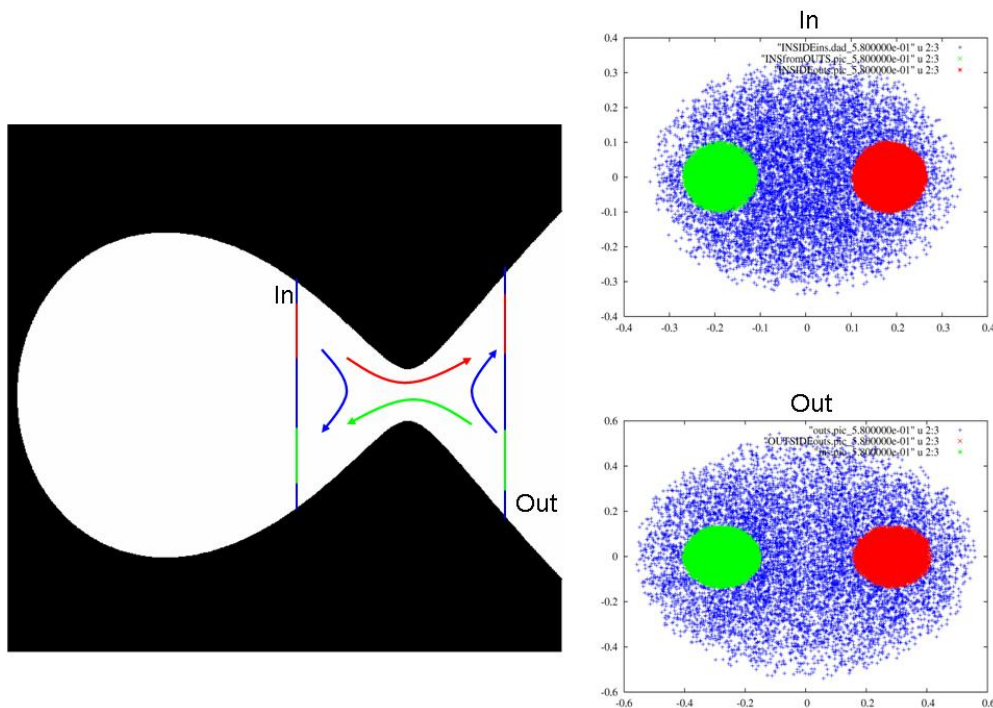 In
Out
In
"INSIDEins.dad_5.800000e-01" u 2:3
"INSfromOUTS.pic_5.800000e-01" u 2:3
"INSIDEouts.pic_5.800000e-01" u 2:3
0.4
0.3
0.2
0.1
0
-0.1
-0.2
-0.3
-0.4
-0.4 -0.3 -0.2 -0.1 0 0.1 0.2 0.3 0.4
Out
"outs.pic_5.800000e-01" u 2:3
"OUTSIDEouts.pic_5.800000e-01" u 2:3
"ins.pic_5.800000e-01" u 2:3
0.6
0.4
0.2
0
-0.2
-0.4
-0.6
-0.6 -0.4 -0.2 0 0.2 0.4 0.6